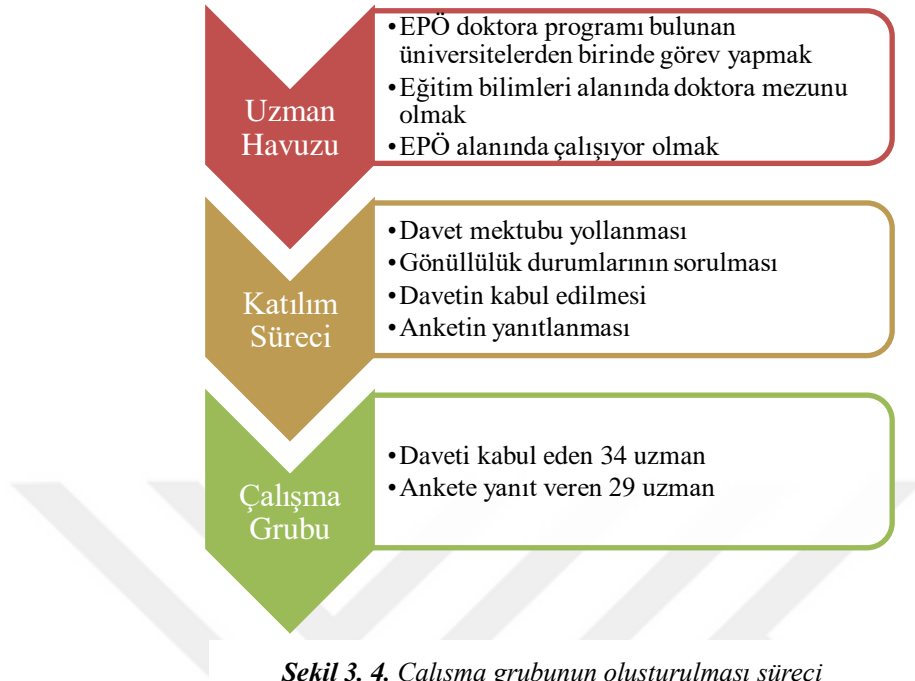 Uzman
Havuzu
•EPÖ doktora programı bulunan
üniversitelerden birinde görev yapmak
•Eğitim bilimleri alanında doktora mezunu
olmak
•EPÖ alanında çalışıyor olmak
Katılım
Süreci
•Davet mektubu yollanması
•Gönüllülük durumlarının sorulması
•Davetin kabul edilmesi
•Anketin yanıtlanması
Çalışma
Grubu
•Daveti kabul eden 34 uzman
•Ankete yanıt veren 29 uzman
Şekil 3. 4. Çalışma grubunun oluşturulması süreci